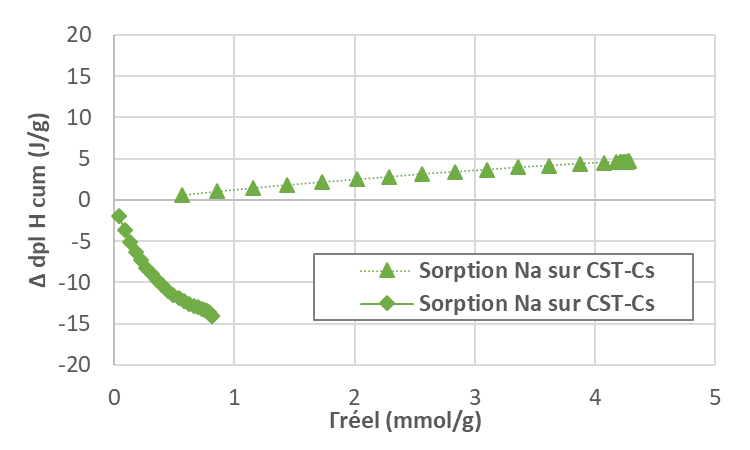 20
15
10
5
0
-5
-10
-15
-20
Δ dpl H cum (J/g)
Sorption Na sur CST-Cs
Sorption Na sur CST-Cs
0 1 2 3 4 5
Γréel (mmol/g)